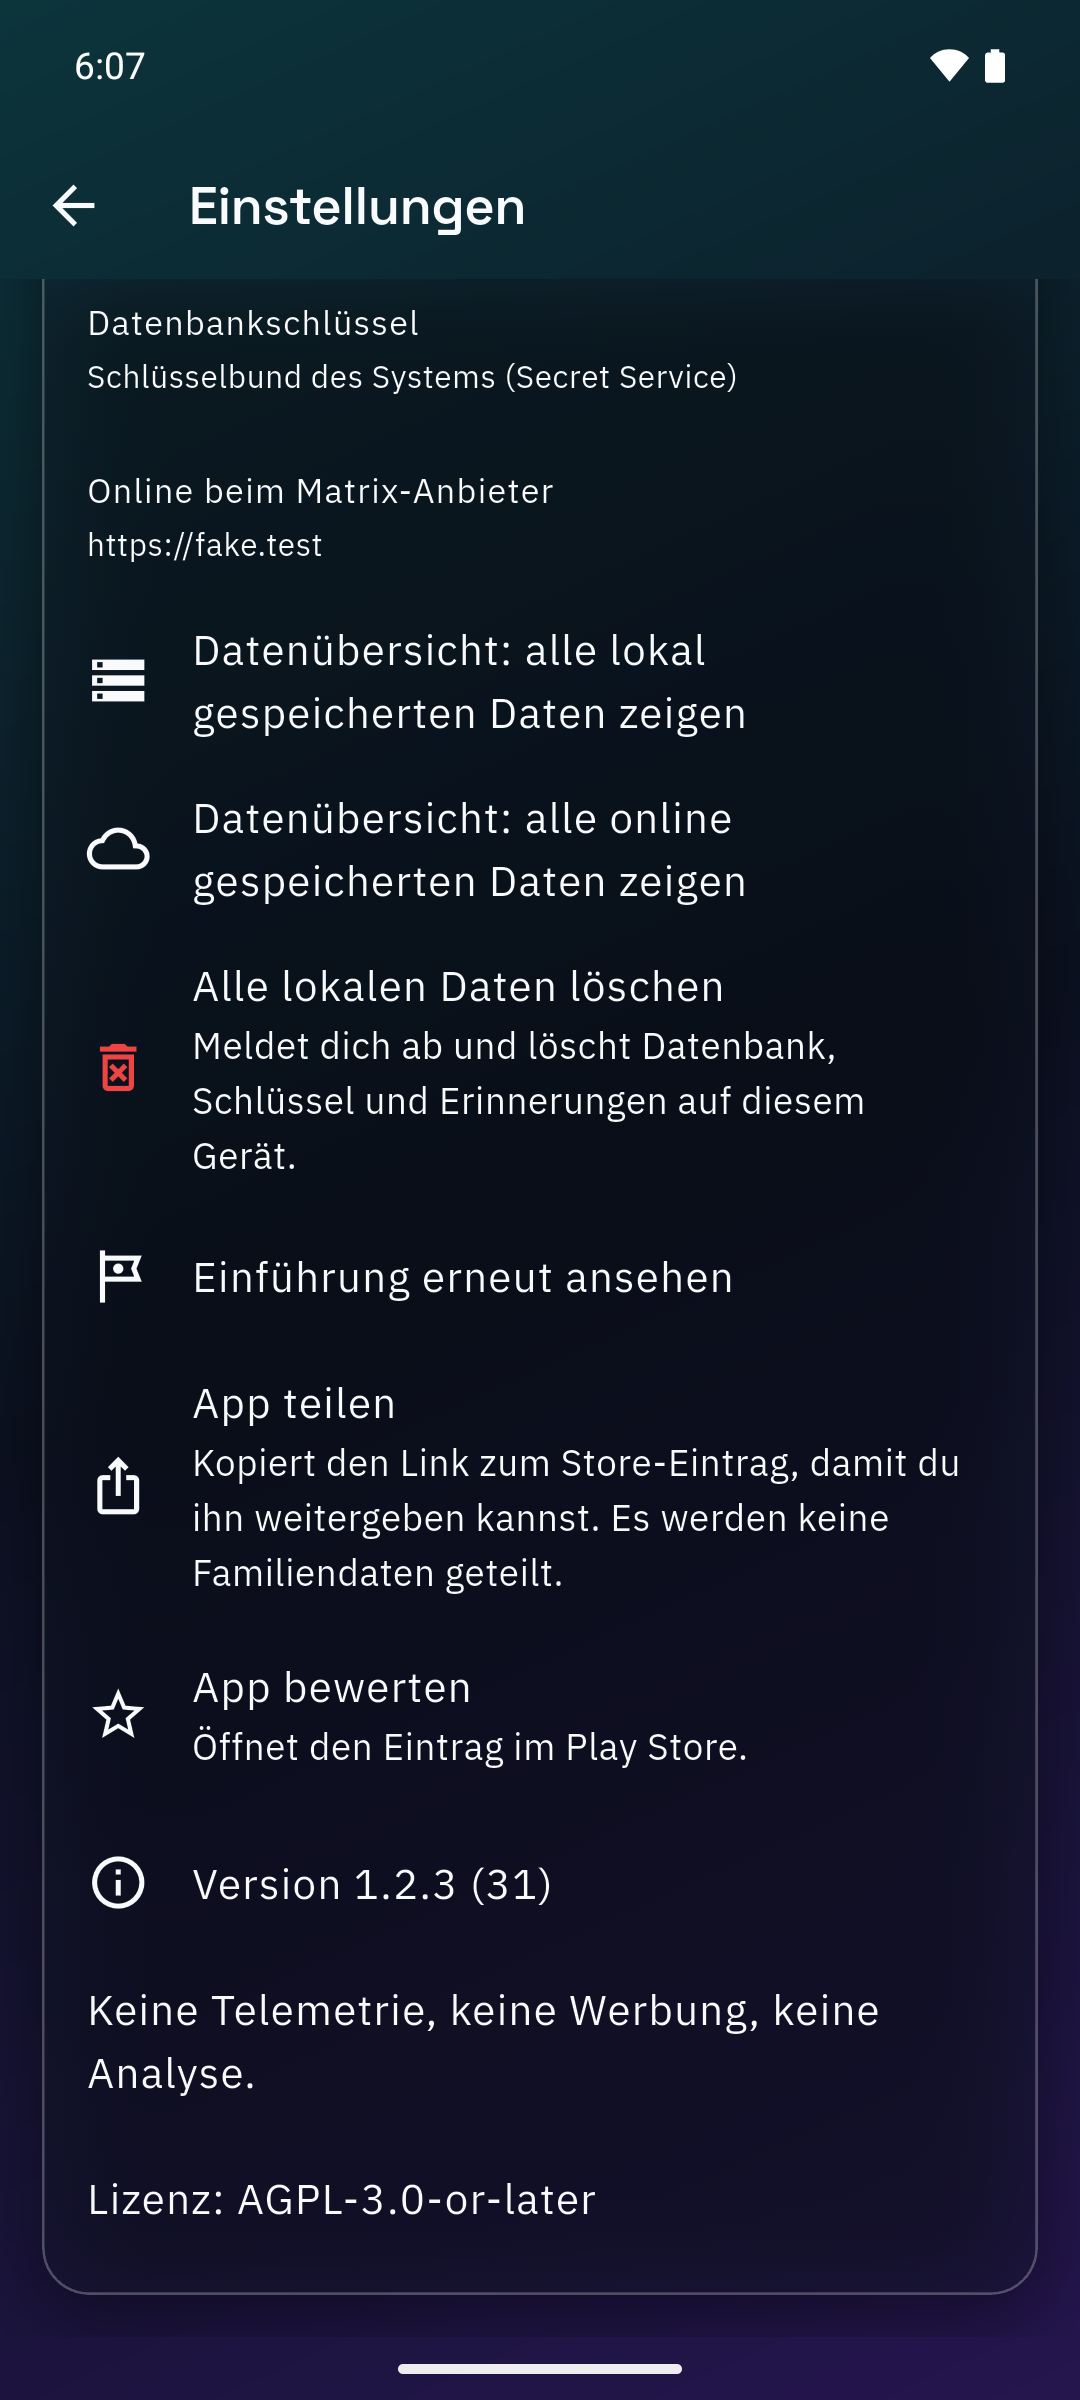 6:07
Einstellungen
Datenbankschlüssel
Schlüsselbund des Systems (Secret Service)
Online beim Matrix-Anbieter
https://fake.test
Datenübersicht: alle lokal
gespeicherten Daten zeigen
Datenübersicht: alle online
gespeicherten Daten zeigen
Alle lokalen Daten löschen
Meldet dich ab und löscht Datenbank,
Schlüssel und Erinnerungen auf diesem
Gerät.
Einführung erneut ansehen
App teilen
Kopiert den Link zum Store-Eintrag, damit du
ihn weitergeben kannst. Es werden keine
Familiendaten geteilt.
App bewerten
Öffnet den Eintrag im Play Store.
Version 1.2.3 (31)
Keine Telemetrie, keine Werbung, keine
Analyse.
Lizenz: AGPL-3.0-or-later